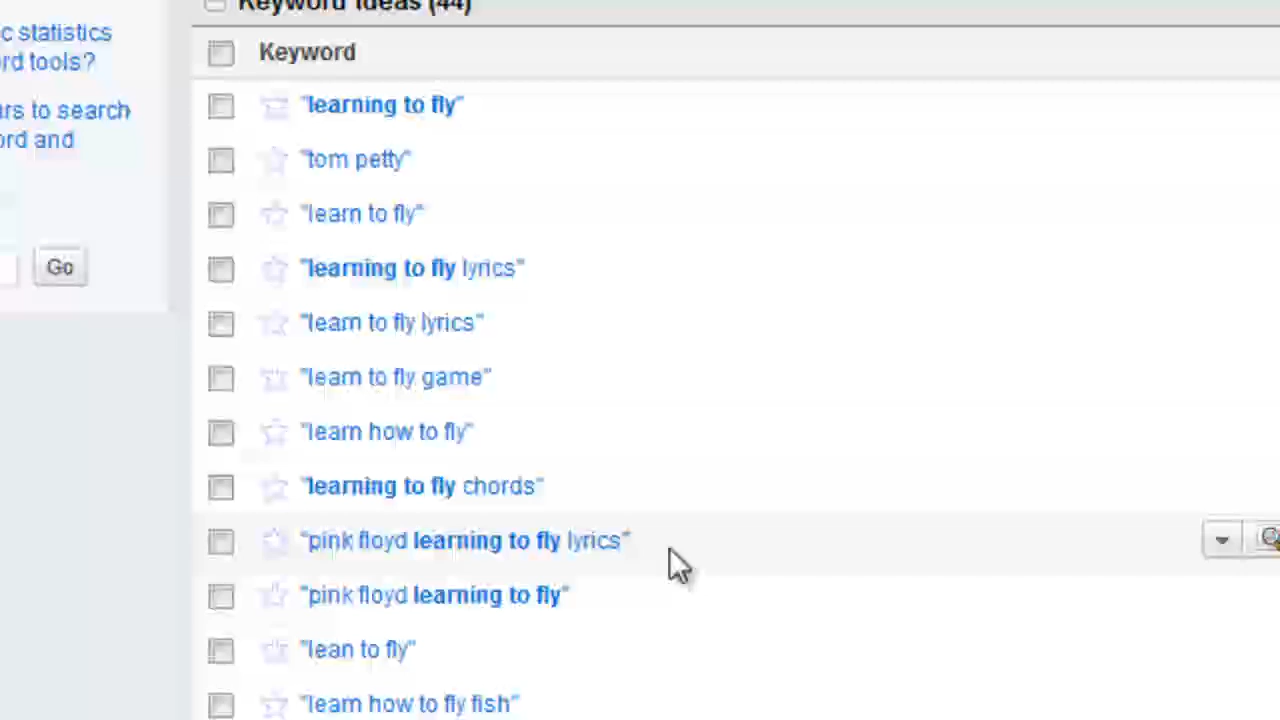 Keyword Ideas (44)
c statistics
rd tools?
rs to search
ord and
Go
Keyword
"learning to fly"
"tom petty"
"learn to fly"
"learning to fly lyrics"
"learn to fly lyrics"
"learn to fly game"
"learn how to fly"
"learning to fly chords"
"pink floyd learning to fly lyrics"
"pink floyd learning to fly"
"lean to fly"
"learn how to fly fish"